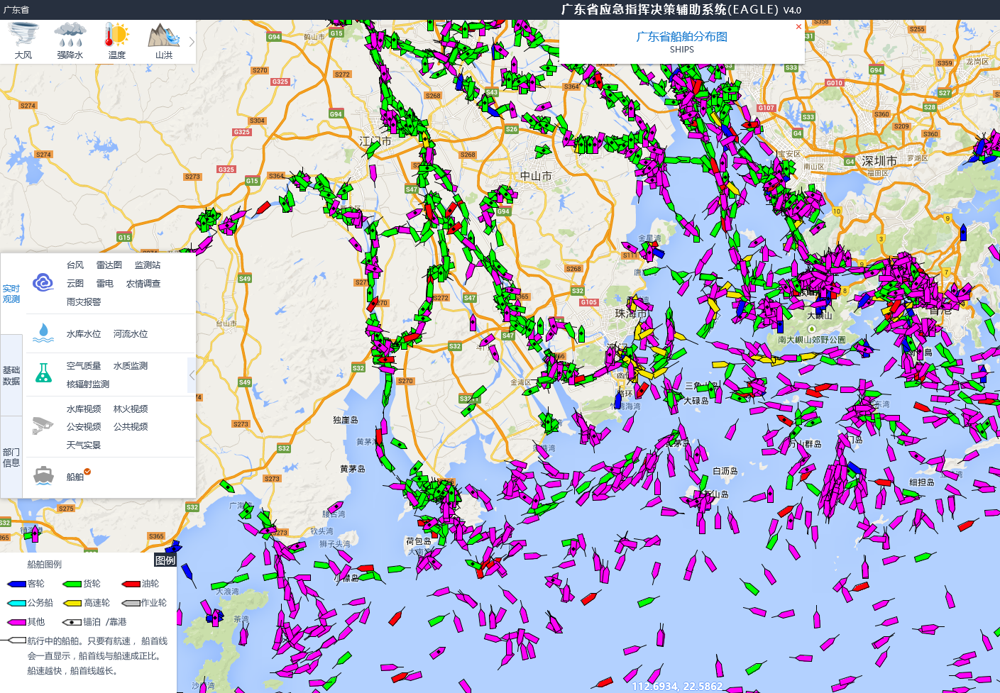 广东省
广东省应急指挥决策辅助系统(EAGLE) V4.0
大风
强降水
温度
山洪
广东省船舶分布图
SHIPS
实时
观测
台风 雷达图 监测站
云图 雷电 农情调查
雨灾报警
水库水位 河流水位
基础
数据
空气质量 水质监测
核辐射监测
水库视频 林火视频
公安视频 公共视频
天气实景
部门
信息
船舶
图例
船舶图例
客轮 货轮 油轮
公务船 高速轮 作业轮
其他 锚泊 /靠港
航行中的船舶。只要有航速， 船首线
会一直显示，船首线与船速成正比。
船速越快，船首线越长。
鹤山市
江门市
中山市
深圳市
宝安区
南山区
福田区
罗湖区
龙岗区
台山市
金湾区
珠海市
金星湾
大屿山
南大嶼山郊野公園
独崖岛
黄茅岛
广海湾
腰古湾
钦头湾
狮子头湾
荷包岛
大浪湾
茶湾
三角山岛
大碌岛
白沥岛
万山群岛
细担岛
G94
G15
S270
G325
S272
S268
S43
S364
S26
S274
S304
S273
G15
S47
S49
S32
S268
G105
S111
S272
G107
G010
G4
S33
S255
S359
S27
S28
S360
S209
S358
S275
S365
112.6934, 22.5862